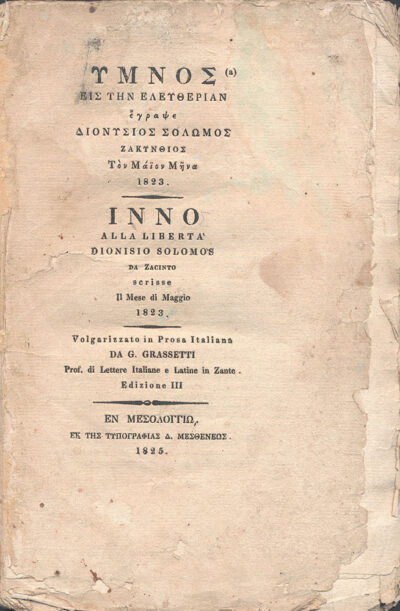 ΥΜΝΟΣ (a)
ΕΙΣ ΤΗΝ ΕΛΕΥΘΕΡΙΑΝ
ἔγραψε
ΔΙΟΝΥΣΙΟΣ ΣΟΛΩΜΟΣ
ΖΑΚΥΝΘΙΟΣ
Τὸν Μάϊον Μῆνα
1823.
INNO
ALLA LIBERTA'
DIONISIO SOLOMOS
DA ZACINTO
scrisse
Il Mese di Maggio
1823.
Volgarizzato in Prosa Italiana
DA G. GRASSETTI
Prof. di Lettere Italiane e Latine in Zante.
Edizione III
ΕΝ ΜΕΣΟΛΟΓΓΙΩ,
ΕΚ ΤΗΣ ΤΥΠΟΓΡΑΦΙΑΣ Δ. ΜΕΣΘΕΝΕΩΣ.
1825.